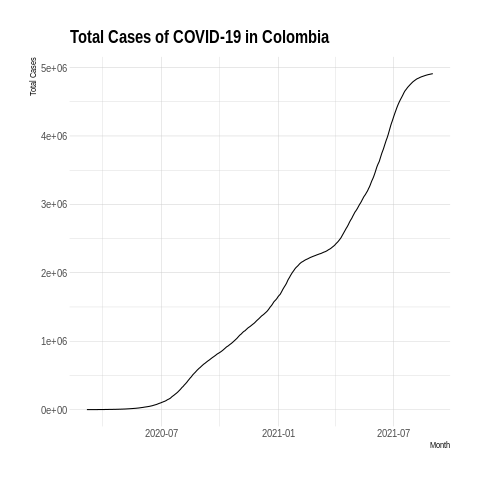 Total Cases of COVID-19 in Colombia
Total Cases
5e+06
4e+06
3e+06
2e+06
1e+06
0e+00
2020-07 2021-01 2021-07
Month